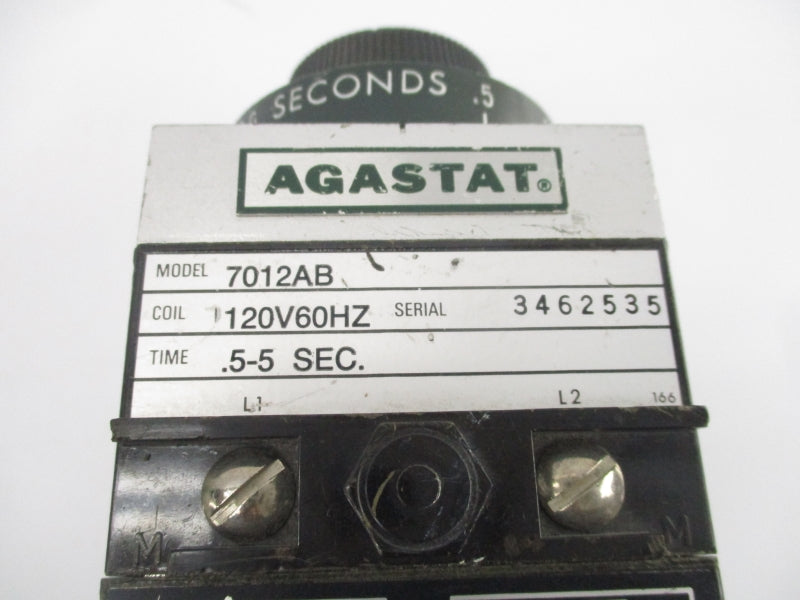 SECONDS .5
AGASTAT®
MODEL 7012AB
COIL 120V60HZ SERIAL 3462535
TIME .5-5 SEC.
L1 L2 166
M M